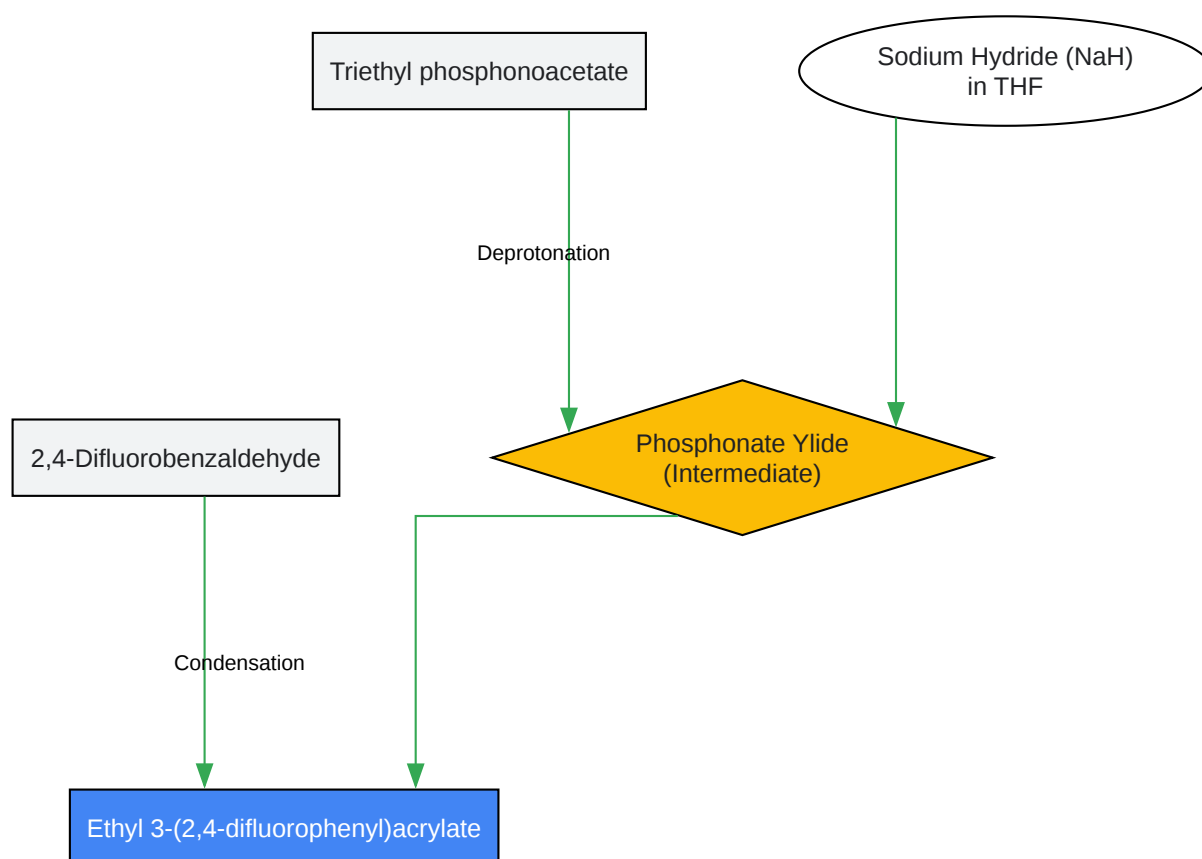 Triethyl phosphonoacetate
Sodium Hydride (NaH)
in THF
Deprotonation
2,4-Difluorobenzaldehyde
Phosphonate Ylide
(Intermediate)
Condensation
Ethyl 3-(2,4-difluorophenyl)acrylate